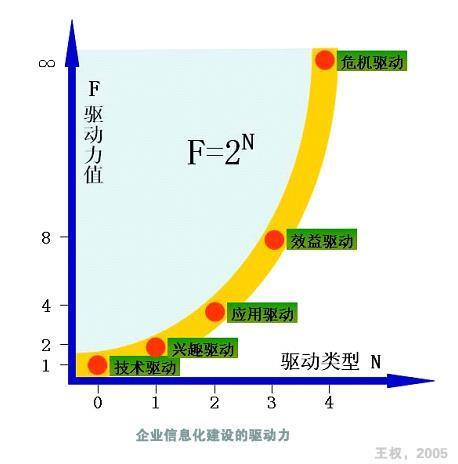 ∞
危机驱动
F
驱动力值
F=2^N
8
效益驱动
4
应用驱动
2
兴趣驱动
1
技术驱动
驱动类型 N
0 1 2 3 4
企业信息化建设的驱动力
王权，2005